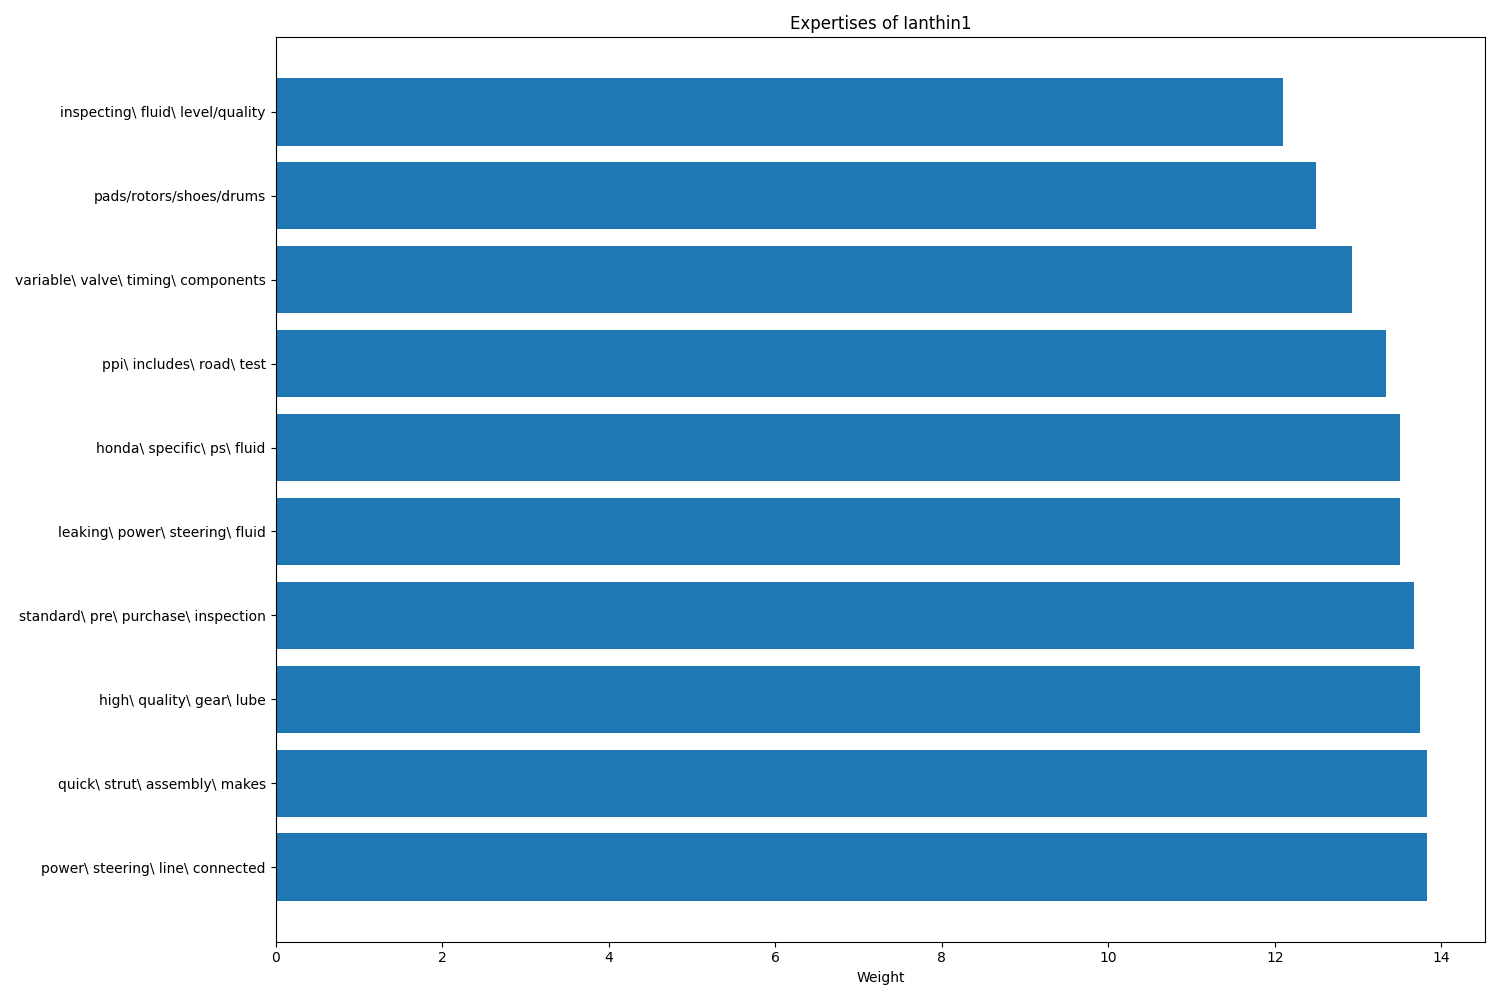 Expertises of Ianthin1
inspecting\ fluid\ level/quality
pads/rotors/shoes/drums
variable\ valve\ timing\ components
ppi\ includes\ road\ test
honda\ specific\ ps\ fluid
leaking\ power\ steering\ fluid
standard\ pre\ purchase\ inspection
high\ quality\ gear\ lube
quick\ strut\ assembly\ makes
power\ steering\ line\ connected
0 2 4 6 8 10 12 14
Weight